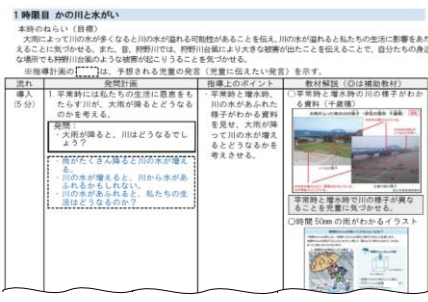 1時限目 かの川と水がい
本時のねらい（目標）
大雨によって川の水が多くなると川の水が溢れる可能性があることを伝え、川の水が溢れると私たちの生活に影響をあた
えることに気づかせる。また、昔、狩野川では、狩野川台風により大きな被害が出たことを伝えることで、自分たちの身近
な場所でも狩野川台風のような被害が起こりうることを気づかせる。
※指導計画の は、予想される児童の発言（児童に伝えたい発言）を示す。
流れ 発問計画 指導上のポイント 教材解説（◎は補助教材）
導入
(5分)
1. 平常時には私たちの生活に恩恵をも
たらす川が、大雨が降るとどうなる
のかを考える。
発問：
・大雨が降ると、川はどうなるでし
ょう？
・雨がたくさん降ると川の水が増え
る。
・川の水が増えると、川から水があ
ふれるかもしれない。
・川の水があふれると、私たちの生
活はどうなるのか？
・平常時と増水時、
川の水があふれた
様子がわかる資料
を見せ、大雨が降
って川の水が増え
るとどうなるかを
考えさせる。
○平常時と増水時の川の様子がわか
る資料（千歳橋）
平常時と増水時で川の様子が異な
ることを児童に気づかせる。
○時間 50mm の雨がわかるイラスト